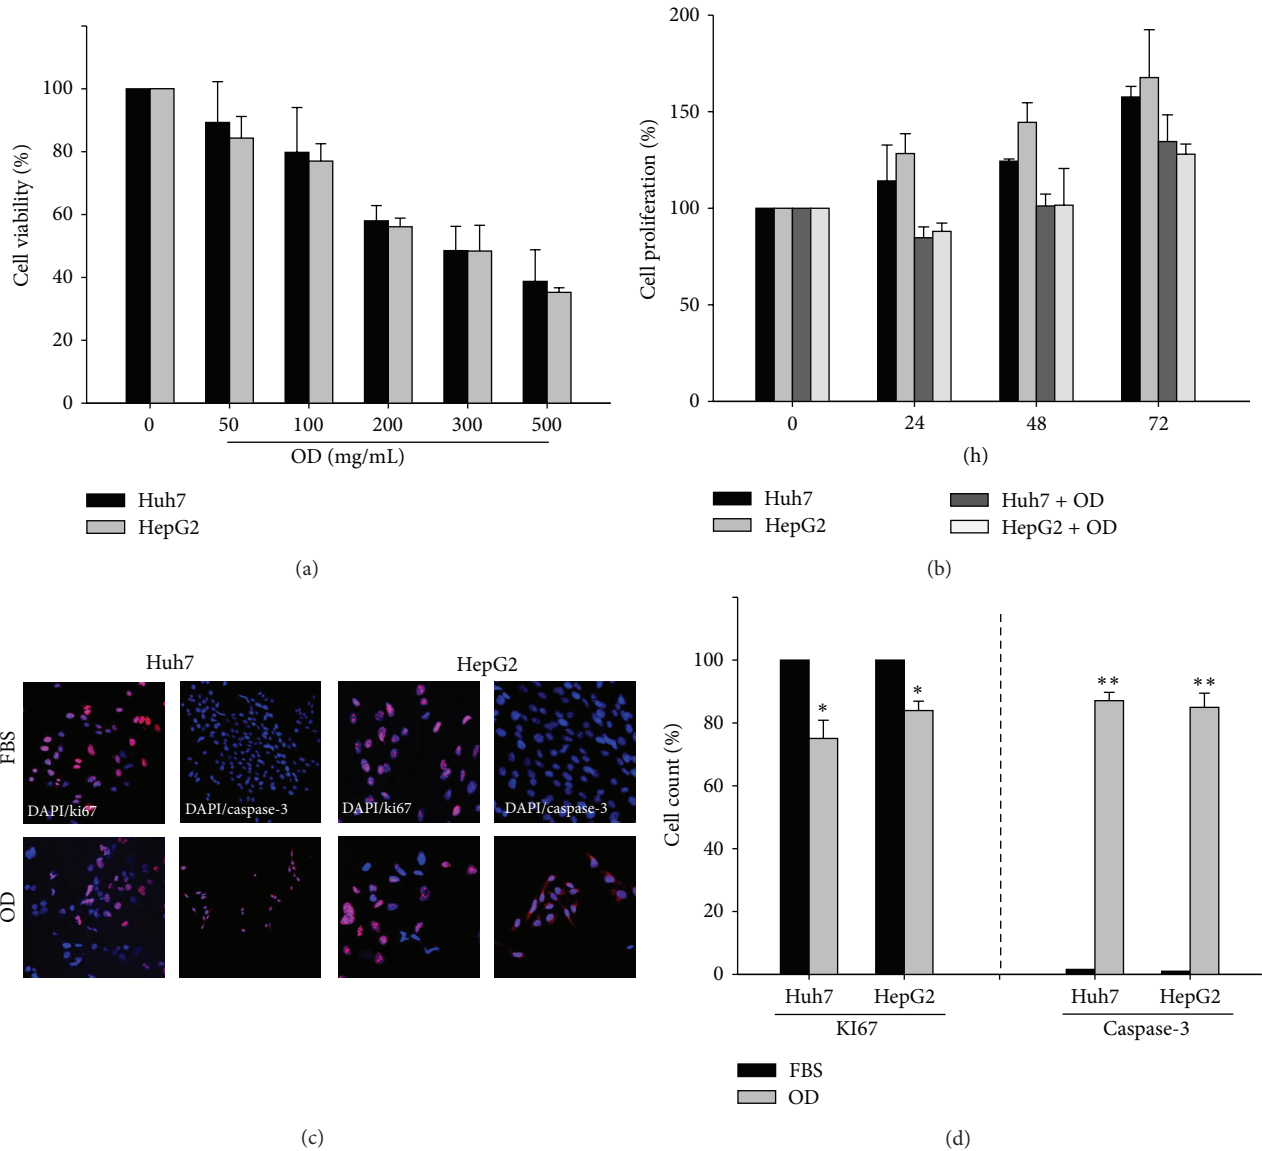 Cell viability (%)
100
80
60
40
20
0
0 50 100 200 300 500
OD (mg/mL)
Huh7
HepG2
(a)
Cell proliferation (%)
200
150
100
50
0
0 24 48 72
(h)
Huh7
HepG2
Huh7 + OD
HepG2 + OD
(b)
Huh7 HepG2
FBS
DAPI/ki67 DAPI/caspase-3 DAPI/ki67 DAPI/caspase-3
OD
(c)
Cell count (%)
100
80
60
40
20
0
* * ** **
Huh7 HepG2 Huh7 HepG2
KI67 Caspase-3
FBS
OD
(d)